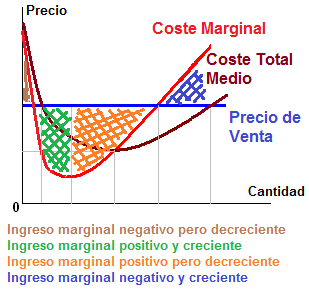 Precio
Coste Marginal
Coste Total
Medio
Precio de
Venta
0
Cantidad
Ingreso marginal negativo pero decreciente
Ingreso marginal positivo y creciente
Ingreso marginal positivo pero decreciente
Ingreso marginal negativo y creciente